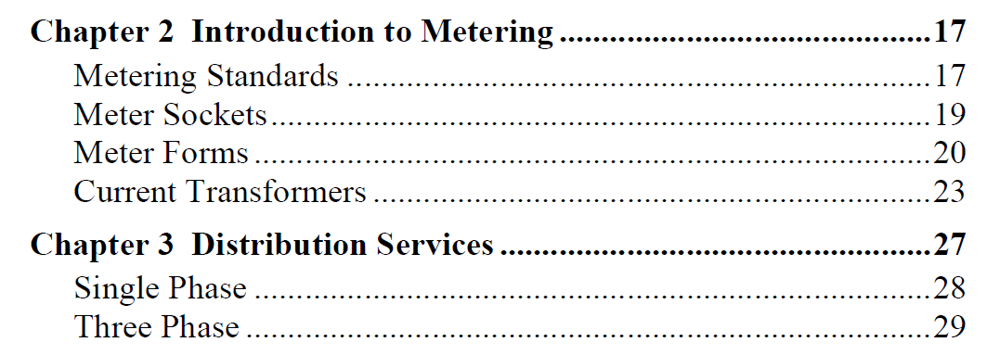 Chapter 2 Introduction to Metering ............................................ 17
Metering Standards ..................................................................... 17
Meter Sockets .............................................................................. 19
Meter Forms ................................................................................ 20
Current Transformers .................................................................. 23
Chapter 3 Distribution Services ................................................... 27
Single Phase ................................................................................ 28
Three Phase ................................................................................. 29